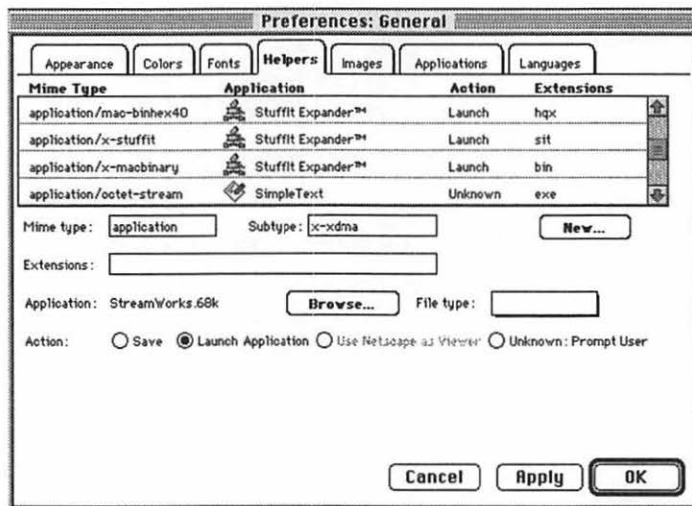 Preferences: General
Appearance Colors Fonts Helpers Images Applications Languages
Mime Type Application Action Extensions
application/mac-binhex40 StuffIt Expander™ Launch hqx
application/x-stuffit StuffIt Expander™ Launch sit
application/x-macbinary StuffIt Expander™ Launch bin
application/octet-stream SimpleText Unknown exe
Mime type: application Subtype: x-xdma New...
Extensions:
Application: StreamWorks.68k Browse... File type:
Action: Save Launch Application Use Netscape as Viewer Unknown: Prompt User
Cancel Apply OK